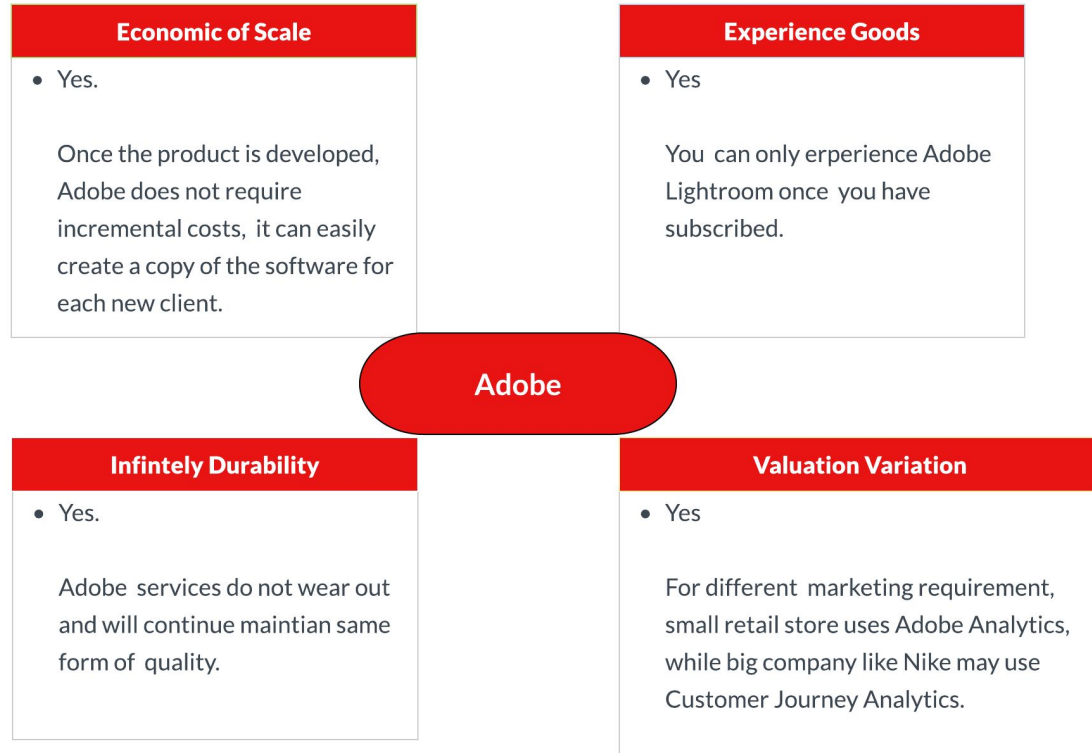 Economic of Scale
• Yes.
Once the product is developed,
Adobe does not require
incremental costs, it can easily
create a copy of the software for
each new client.
Experience Goods
• Yes
You can only erperience Adobe
Lightroom once you have
subscribed.
Adobe
Infintely Durability
• Yes.
Adobe services do not wear out
and will continue maintian same
form of quality.
Valuation Variation
• Yes
For different marketing requirement,
small retail store uses Adobe Analytics,
while big company like Nike may use
Customer Journey Analytics.